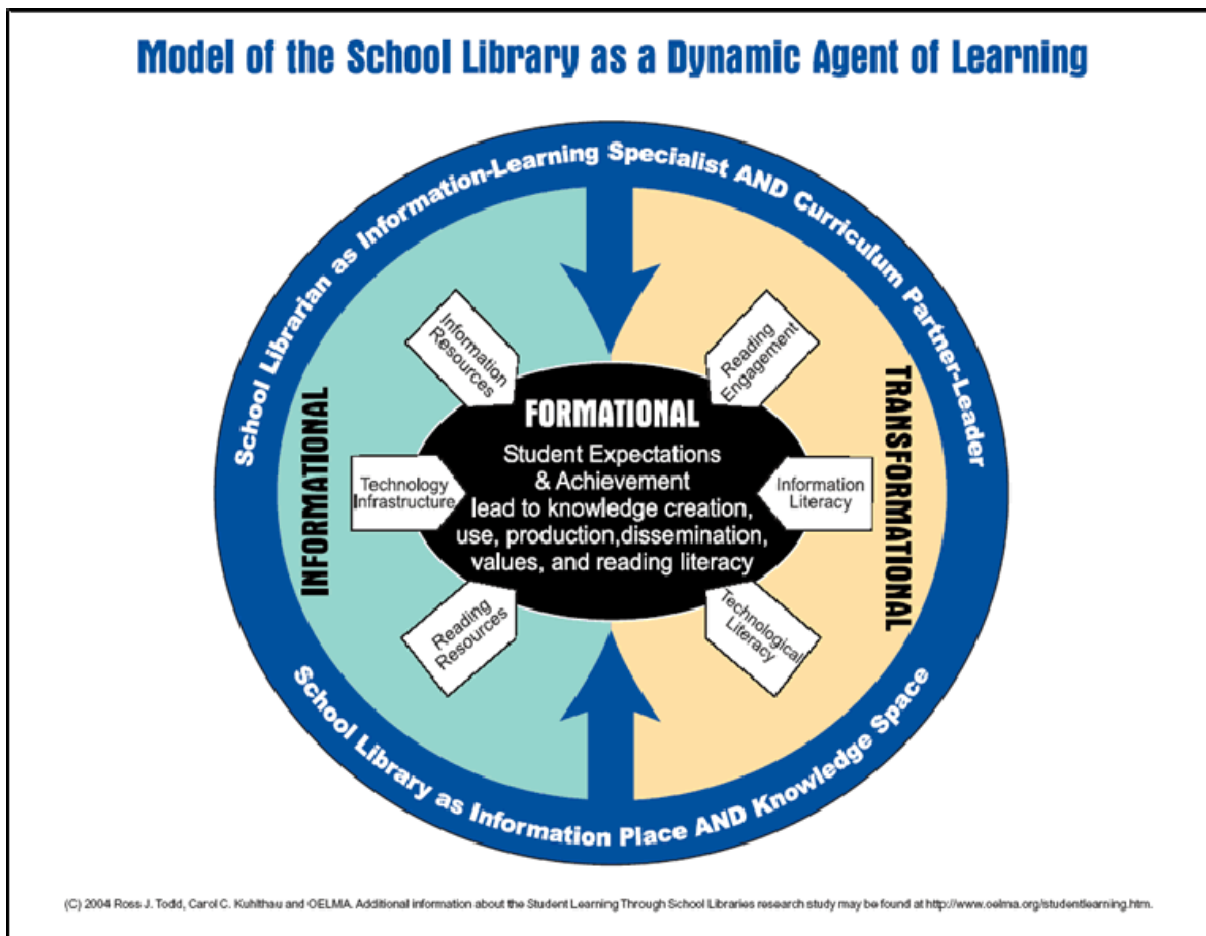 Model of the School Library as a Dynamic Agent of Learning
School Librarian as Information-Learning Specialist AND Curriculum Partner-Leader
Information
Resources
Reading
Engagement
INFORMATIONAL
TRANSFORMATIONAL
FORMATIONAL
Student Expectations
& Achievement
lead to knowledge creation,
use, production,dissemination,
values, and reading literacy
Technology
Infrastructure
Information
Literacy
Reading
Resources
Technological
Literacy
School Library as Information Place AND Knowledge Space
(C) 2004 Ross J. Todd, Carol C. Kuhlthau and OELMA. Additional information about the Student Learning Through School Libraries research study may be found at http://www.oelma.org/studentlearning.htm.